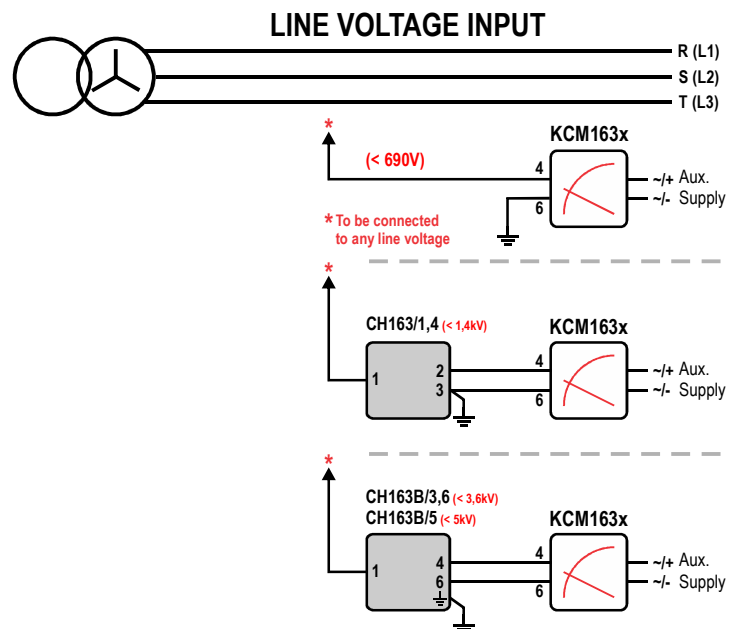 LINE VOLTAGE INPUT
R (L1)
S (L2)
T (L3)
*
(< 690V)
KCM163x
4
6
~/+ Aux.
~/- Supply
* To be connected
to any line voltage
*
CH163/1,4 (< 1,4kV)
KCM163x
1
2
3
4
6
~/+ Aux.
~/- Supply
*
CH163B/3,6 (< 3,6kV)
CH163B/5 (< 5kV)
KCM163x
1
4
6
4
6
~/+ Aux.
~/- Supply